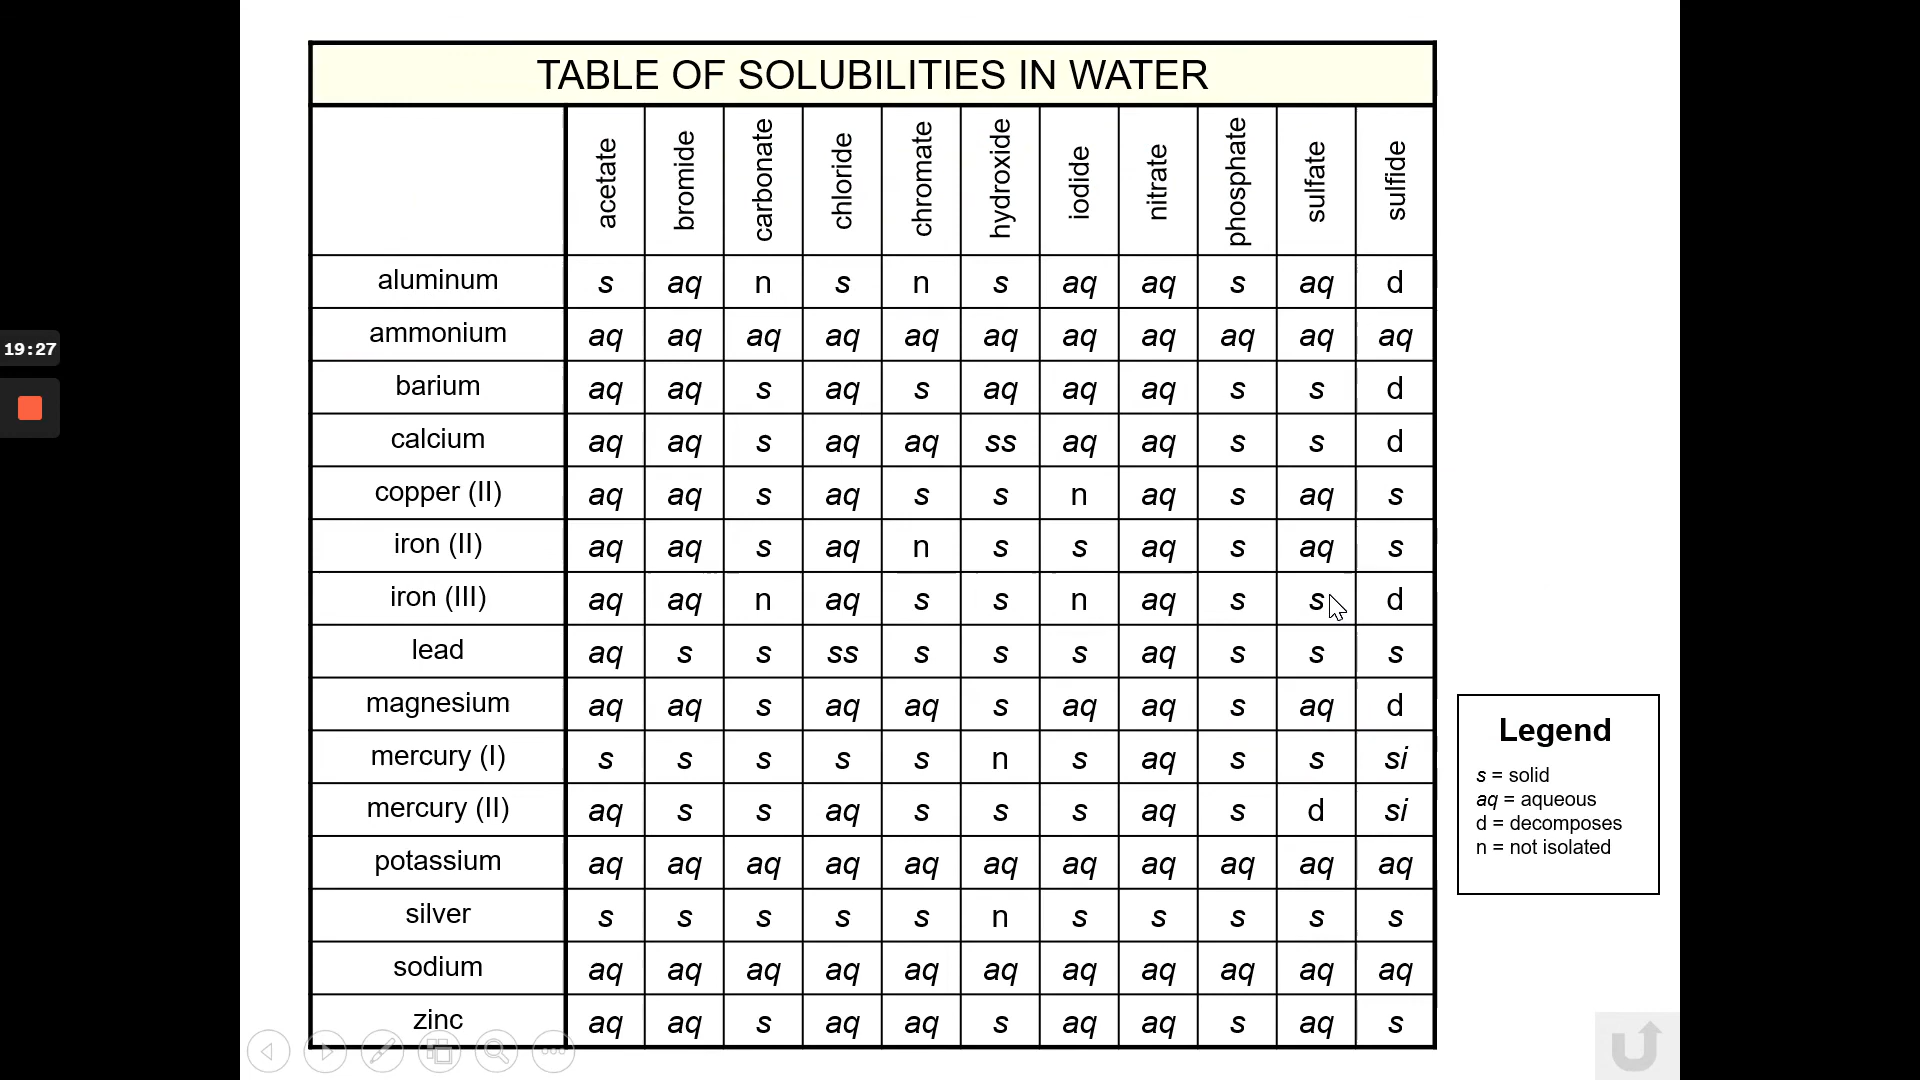 TABLE OF SOLUBILITIES IN WATER
acetate bromide carbonate chloride chromate hydroxide iodide nitrate phosphate sulfate sulfide
aluminum s aq n s n s aq aq s aq d
ammonium aq aq aq aq aq aq aq aq aq aq aq
barium aq aq s aq s aq aq aq s s d
calcium aq aq s aq aq ss aq aq s s d
copper (II) aq aq s aq s s n aq s aq s
iron (II) aq aq s aq n s s aq s aq s
19:27
iron (III) aq aq n aq s s n aq s s d
lead aq s s ss s s s aq s s s
magnesium aq aq s aq aq s aq aq s aq d
mercury (I) s s s s s n s aq s s si
mercury (II) aq s s aq s s s aq s d si
potassium aq aq aq aq aq aq aq aq aq aq aq
silver s s s s s n s s s s s
sodium aq aq aq aq aq aq aq aq aq aq aq
zinc aq aq s aq aq s aq aq s aq s
Legend
s = solid
aq = aqueous
d = decomposes
n = not isolated